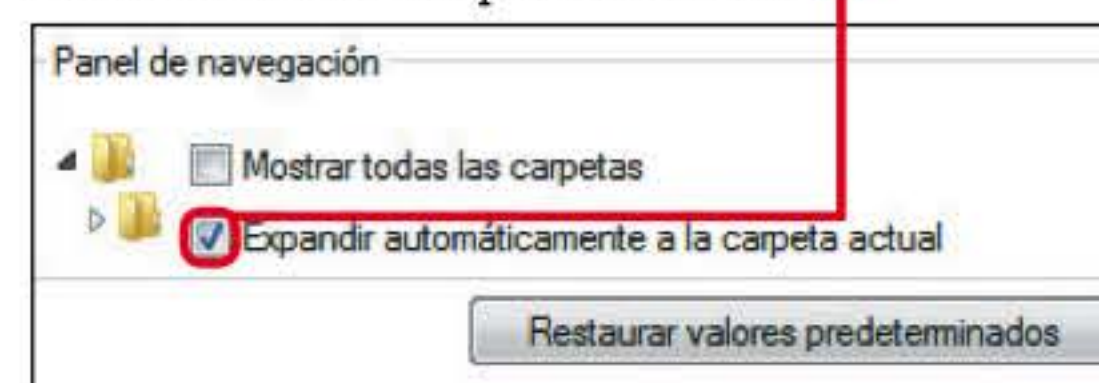 Panel de navegación
Mostrar todas las carpetas
Expandir automáticamente a la carpeta actual
Restaurar valores predeterminados